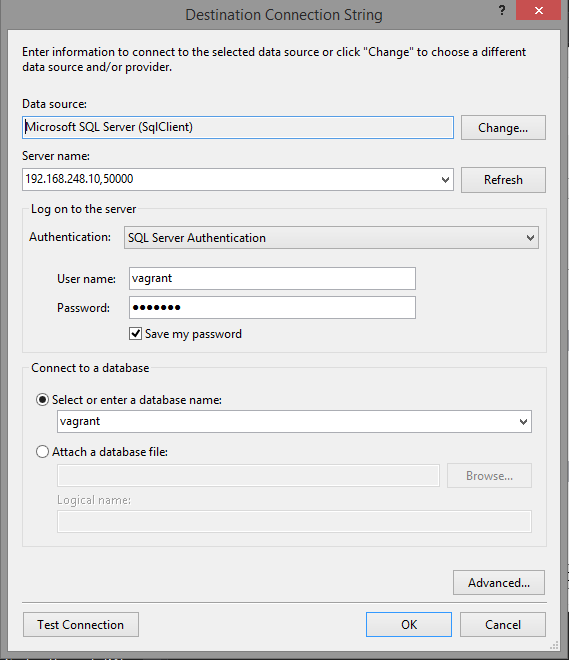 Destination Connection String
?
Enter information to connect to the selected data source or click "Change" to choose a different
data source and/or provider.
Data source:
Microsoft SQL Server (SqlClient)
Change...
Server name:
192.168.248.10,50000
Refresh
Log on to the server
Authentication:
SQL Server Authentication
User name:
vagrant
Password:
●●●●●●●
Save my password
Connect to a database
Select or enter a database name:
vagrant
Attach a database file:
Browse...
Logical name:
Advanced...
Test Connection
OK
Cancel